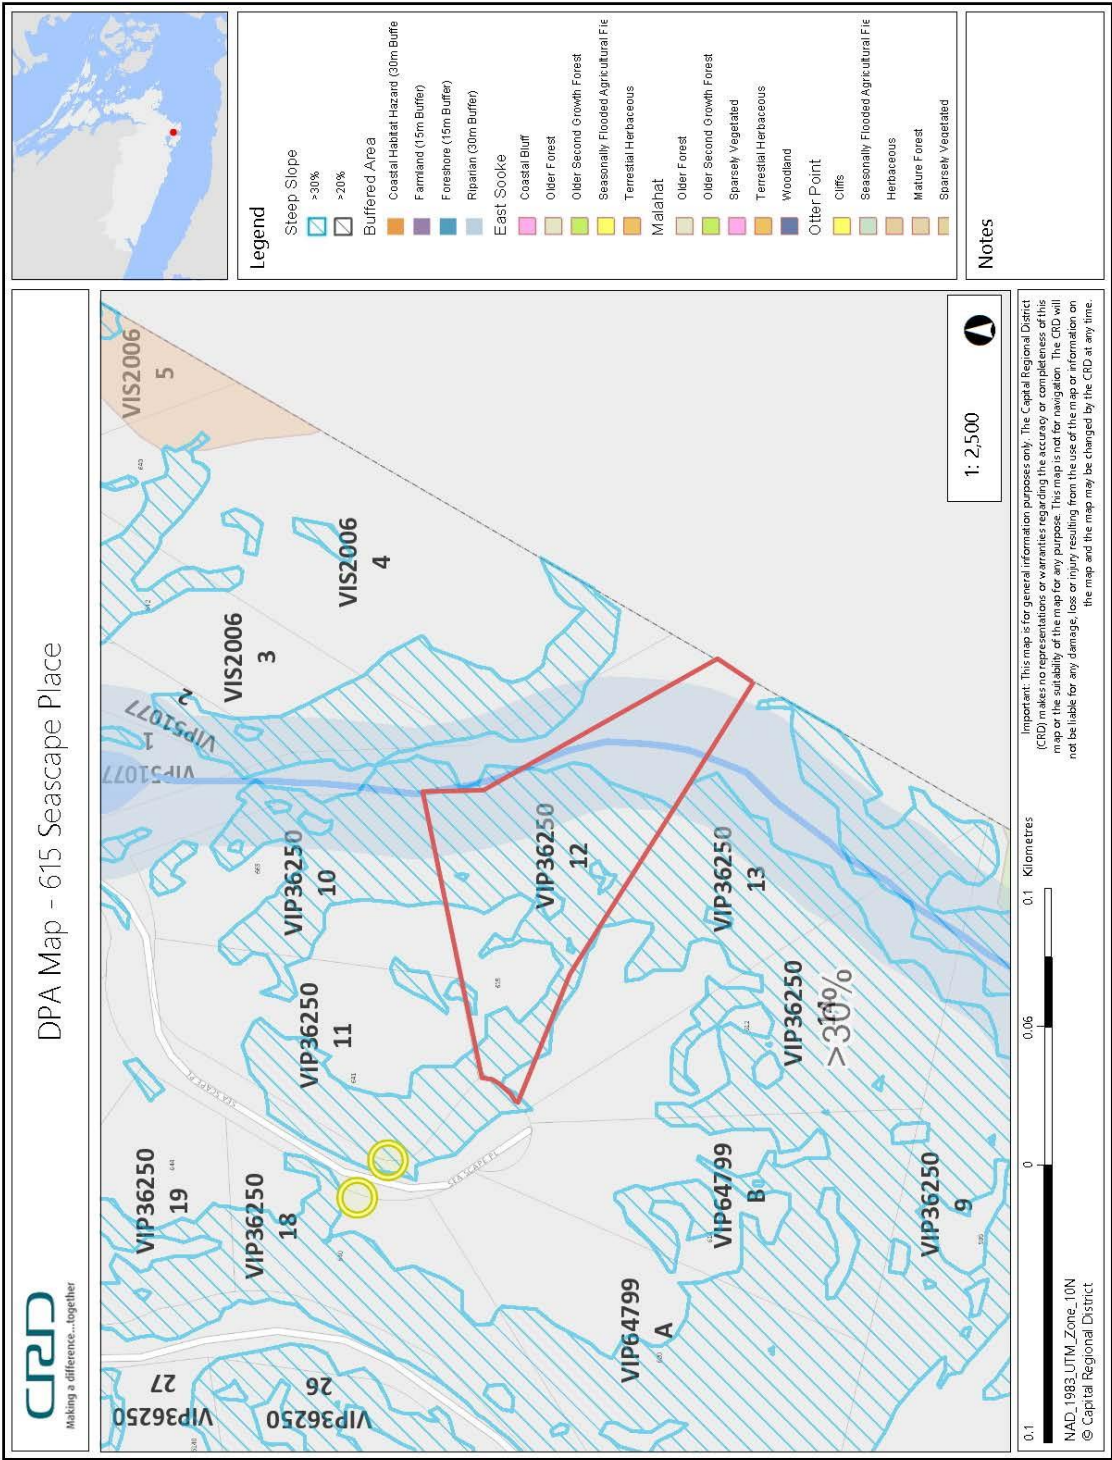 CRD
Making a difference...together
DPA Map - 615 Seascape Place
VIP36250
27
VIP36250
26
VIP36250
19
644
VIP36250
18
SEASCAPE PL
SEASCAPE PL
VIP51077
1
VIP51077
2
VIS2006
3
VIS2006
4
VIS2006
5
VIP36250
10
VIP36250
11
641
VIP36250
12
VIP36250
13
VIP36250
>30%
VIP64799
A
VIP64799
B
VIP36250
9
1: 2,500
Legend
Steep Slope
>30%
>20%
Buffered Area
Coastal Habitat Hazard (30m Buffe
Farmland (15m Buffer)
Foreshore (15m Buffer)
Riparian (30m Buffer)
East Sooke
Coastal Bluff
Older Forest
Older Second Growth Forest
Seasonally Flooded Agricultural Fie
Terrestial Herbaceous
Malahat
Older Forest
Older Second Growth Forest
Sparsely Vegetated
Terrestial Herbaceous
Woodland
Otter Point
Cliffs
Seasonally Flooded Agricultural Fie
Herbaceous
Mature Forest
Sparsely Vegetated
Notes
0.1
0
0.06
0.1
Kilometres
NAD_1983_UTM_Zone_10N
© Capital Regional District
Important: This map is for general information purposes only. The Capital Regional District
(CRD) makes no representations or warranties regarding the accuracy or completeness of this
map or the suitability of the map for any purpose. This map is not for navigation. The CRD will
not be liable for any damage, loss or injury resulting from the use of the map or information on
the map and the map may be changed by the CRD at any time.